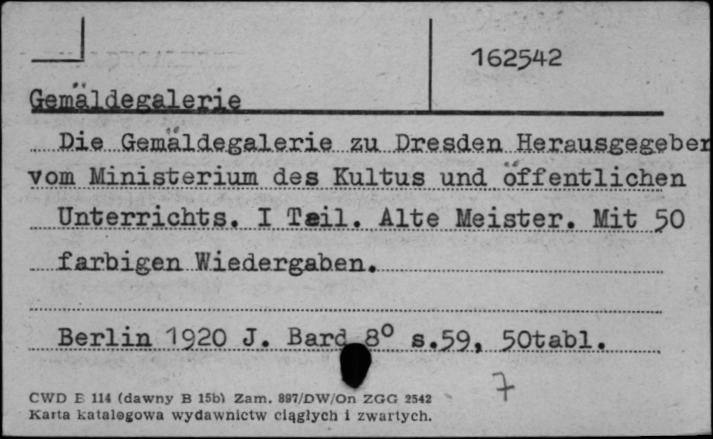 162542
Gemäldegalerie
Die Gemäldegalerie zu Dresden Herausgegeben
vom Ministerium des Kultus und öffentlichen
Unterrichts. I Teil. Alte Meister. Mit 50
farbigen Wiedergaben.
Berlin 1920 J. Bard 8⁰ s.59, 50tabl.
7
CWD E 114 (dawny B 15b) Zam. 897/DW/On ZGG 2542
Karta katalogowa wydawnictw ciągłych i zwartych.